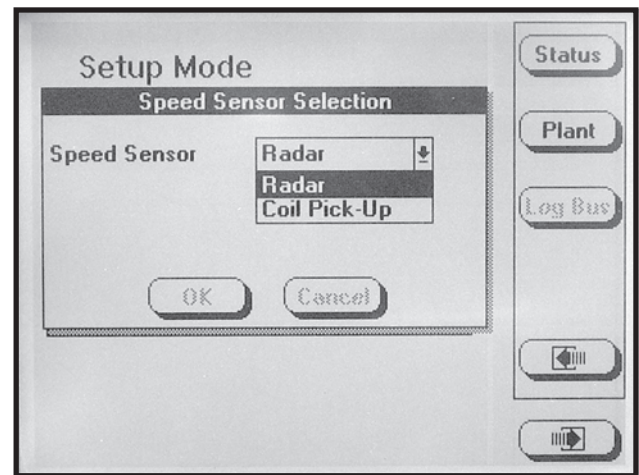 Setup Mode
Speed Sensor Selection
Speed Sensor
Radar
Radar
Coil Pick-Up
OK
Cancel
Status
Plant
Log Bus